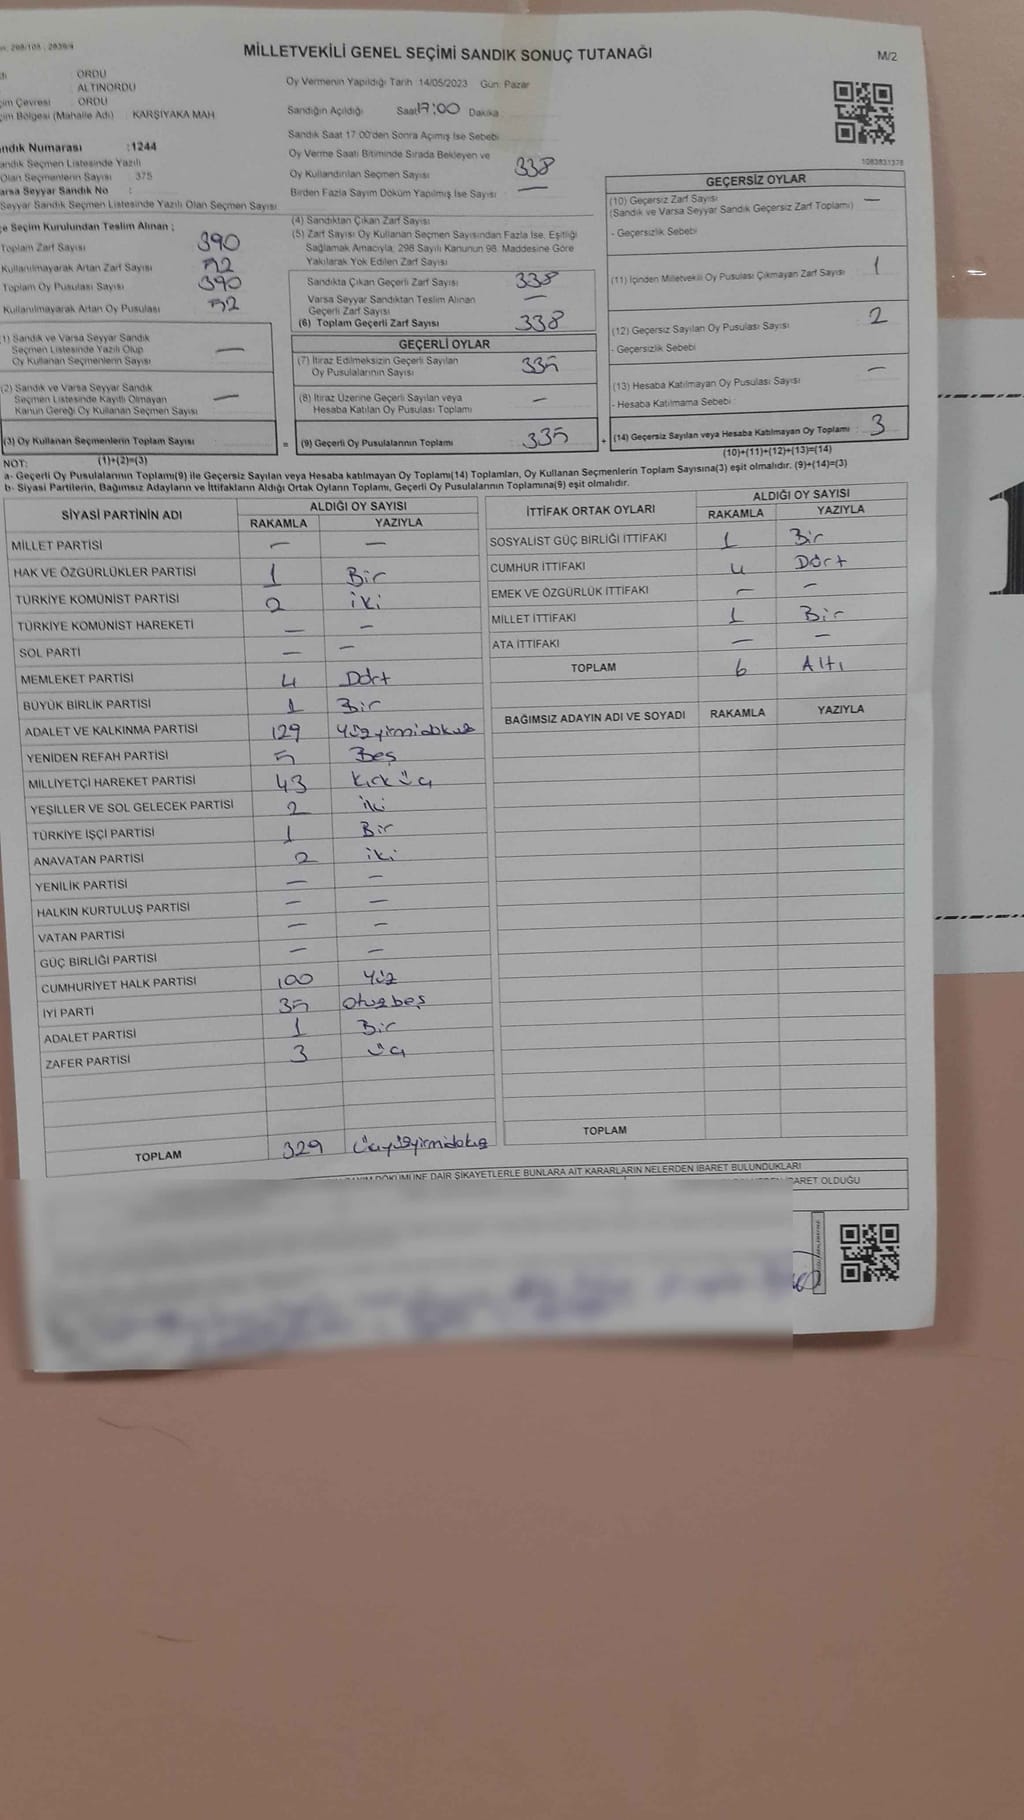 MİLLETVEKİLİ GENEL SEÇİMİ SANDIK SONUÇ TUTANAĞI
M/2
ORDU
ALTINORDU
çim Çevresi : ORDU
çim Bölgesi (Mahalle Adı) : KARŞIYAKA MAH
ndık Numarası :1244
andık Seçmen Listesinde Yazılı
Olan Seçmenlerin Sayısı : 375
arsa Seyyar Sandık No :
Seyyar Sandık Seçmen Listesinde Yazılı Olan Seçmen Sayısı
Oy Vermenin Yapıldığı Tarih 14/05/2023 Gün: Pazar
Sandığın Açıldığı Saat 17:00 Dakika
Sandık Saat 17:00'den Sonra Açımış İse Sebebi
Oy Verme Saati Bitiminde Sırada Bekleyen ve
Oy Kullandırılan Seçmen Sayısı 338
Birden Fazla Sayım Döküm Yapılmış İse Sayısı —
1083831378
e Seçim Kurulundan Teslim Alınan ;
Toplam Zarf Sayısı 390
Kullanılmayarak Artan Zarf Sayısı 52
Toplam Oy Pusulası Sayısı 390
Kullanılmayarak Artan Oy Pusulası 52
1) Sandık ve Varsa Seyyar Sandık
Seçmen Listesinde Yazılı Olup
Oy Kullanan Seçmenlerin Sayısı —
(2) Sandık ve Varsa Seyyar Sandık
Seçmen Listesinde Kayıtlı Olmayan
Kanun Gereği Oy Kullanan Seçmen Sayısı —
(3) Oy Kullanan Seçmenlerin Toplam Sayısı
(1)+(2)=(3)
(4) Sandıktan Çıkan Zarf Sayısı
(5) Zarf Sayısı Oy Kullanan Seçmen Sayısından Fazla İse, Eşitliği
Sağlamak Amacıyla, 298 Sayılı Kanunun 98. Maddesine Göre
Yakılarak Yok Edilen Zarf Sayısı
Sandıkta Çıkan Geçerli Zarf Sayısı 338
Varsa Seyyar Sandıktan Teslim Alınan
Geçerli Zarf Sayısı —
(6) Toplam Geçerli Zarf Sayısı 338
GEÇERLİ OYLAR
(7) İtiraz Edilmeksizin Geçerli Sayılan
Oy Pusulalarının Sayısı 335
(8) İtiraz Üzerine Geçerli Sayılan veya
Hesaba Katılan Oy Pusulası Toplamı —
= (9) Geçerli Oy Pusulalarının Toplamı 335
GEÇERSİZ OYLAR
(10) Geçersiz Zarf Sayısı —
(Sandık ve Varsa Seyyar Sandık Geçersiz Zarf Toplamı)
- Geçersizlik Sebebi
(11) İçinden Milletvekili Oy Pusulası Çıkmayan Zarf Sayısı 1
(12) Geçersiz Sayılan Oy Pusulası Sayısı 2
- Geçersizlik Sebebi
(13) Hesaba Katılmayan Oy Pusulası Sayısı —
- Hesaba Katılmama Sebebi :
+ (14) Geçersiz Sayılan veya Hesaba Katılmayan Oy Toplamı 3
(10)+(11)+(12)+(13)=(14)
NOT:
a- Geçerli Oy Pusulalarının Toplamı(9) ile Geçersiz Sayılan veya Hesaba katılmayan Oy Toplamı(14) Toplamları, Oy Kullanan Seçmenlerin Toplam Sayısına(3) eşit olmalıdır. (9)+(14)=(3)
b- Siyasi Partilerin, Bağımsız Adayların ve İttifakların Aldığı Ortak Oyların Toplamı, Geçerli Oy Pusulalarının Toplamına(9) eşit olmalıdır.
SİYASİ PARTİNİN ADI ALDIĞI OY SAYISI
RAKAMLA YAZIYLA
MİLLET PARTİSİ — —
HAK VE ÖZGÜRLÜKLER PARTİSİ 1 Bir
TÜRKİYE KOMÜNİST PARTİSİ 2 iki
TÜRKİYE KOMÜNİST HAREKETİ — —
SOL PARTİ — —
MEMLEKET PARTİSİ 4 Dört
BÜYÜK BİRLİK PARTİSİ 1 Bir
ADALET VE KALKINMA PARTİSİ 129 Yüzyirmidokuz
YENİDEN REFAH PARTİSİ 5 Beş
MİLLİYETÇİ HAREKET PARTİSİ 43 Kırküç
YEŞİLLER VE SOL GELECEK PARTİSİ 2 iki
TÜRKİYE İŞÇİ PARTİSİ 1 Bir
ANAVATAN PARTİSİ 2 iki
YENİLİK PARTİSİ — —
HALKIN KURTULUŞ PARTİSİ — —
VATAN PARTİSİ — —
GÜÇ BİRLİĞİ PARTİSİ — —
CUMHURİYET HALK PARTİSİ 100 Yüz
İYİ PARTİ 35 Otuzbeş
ADALET PARTİSİ 1 Bir
ZAFER PARTİSİ 3 üç
TOPLAM 329 Üçyüzyirmidokuz
İTTİFAK ORTAK OYLARI ALDIĞI OY SAYISI
RAKAMLA YAZIYLA
SOSYALİST GÜÇ BİRLİĞİ İTTİFAKI 1 Bir
CUMHUR İTTİFAKI 4 Dört
EMEK VE ÖZGÜRLÜK İTTİFAKI — —
MİLLET İTTİFAKI 1 Bir
ATA İTTİFAKI — —
TOPLAM 6 Altı
BAĞIMSIZ ADAYIN ADI VE SOYADI RAKAMLA YAZIYLA
TOPLAM
DÖKÜMÜNE DAİR ŞİKAYETLERLE BUNLARA AİT KARARLARIN NELERDEN İBARET BULUNDUKLARI
İBARET OLDUĞU